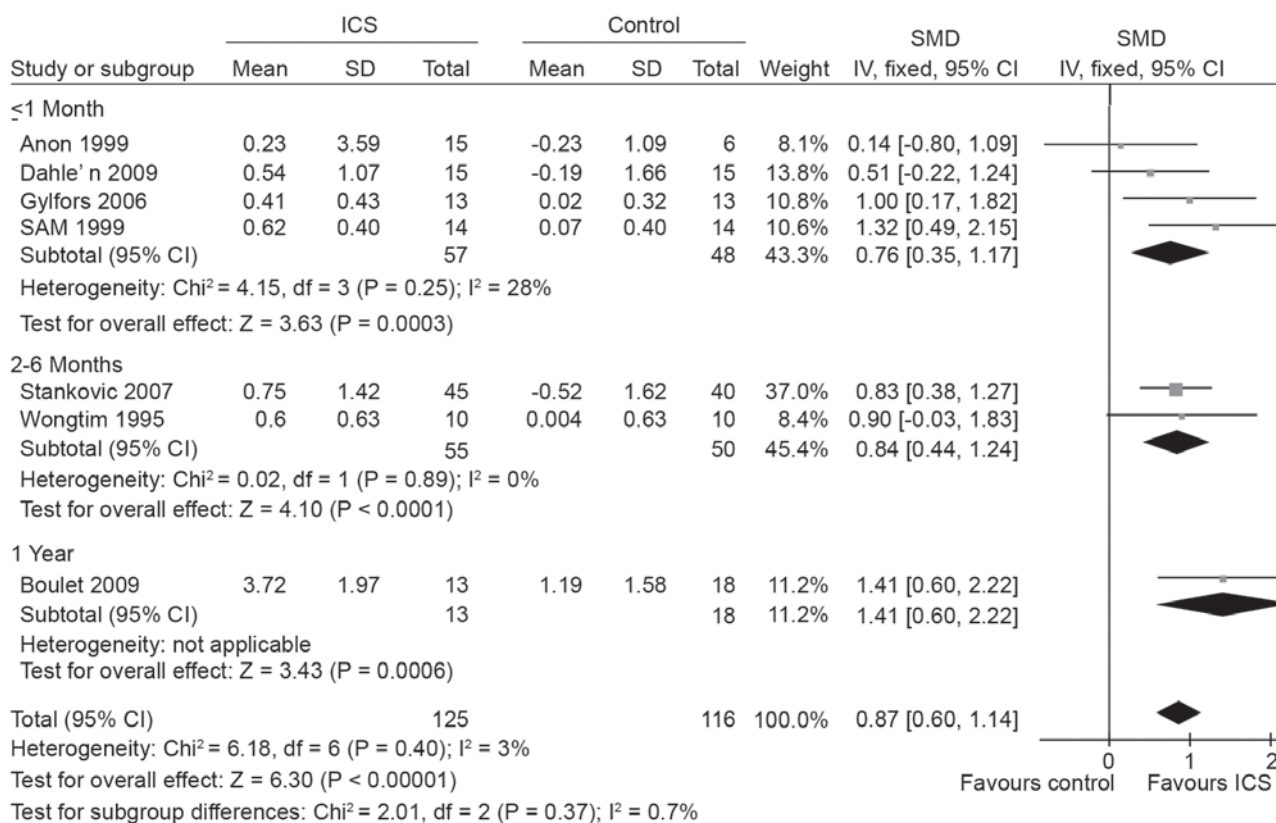 ICS Control SMD SMD
Study or subgroup Mean SD Total Mean SD Total Weight IV, fixed, 95% CI IV, fixed, 95% CI
≤1 Month
Anon 1999 0.23 3.59 15 -0.23 1.09 6 8.1% 0.14 [-0.80, 1.09]
Dahle' n 2009 0.54 1.07 15 -0.19 1.66 15 13.8% 0.51 [-0.22, 1.24]
Gylfors 2006 0.41 0.43 13 0.02 0.32 13 10.8% 1.00 [0.17, 1.82]
SAM 1999 0.62 0.40 14 0.07 0.40 14 10.6% 1.32 [0.49, 2.15]
Subtotal (95% CI) 57 48 43.3% 0.76 [0.35, 1.17]
Heterogeneity: Chi² = 4.15, df = 3 (P = 0.25); I² = 28%
Test for overall effect: Z = 3.63 (P = 0.0003)
2-6 Months
Stankovic 2007 0.75 1.42 45 -0.52 1.62 40 37.0% 0.83 [0.38, 1.27]
Wongtim 1995 0.6 0.63 10 0.004 0.63 10 8.4% 0.90 [-0.03, 1.83]
Subtotal (95% CI) 55 50 45.4% 0.84 [0.44, 1.24]
Heterogeneity: Chi² = 0.02, df = 1 (P = 0.89); I² = 0%
Test for overall effect: Z = 4.10 (P < 0.0001)
1 Year
Boulet 2009 3.72 1.97 13 1.19 1.58 18 11.2% 1.41 [0.60, 2.22]
Subtotal (95% CI) 13 18 11.2% 1.41 [0.60, 2.22]
Heterogeneity: not applicable
Test for overall effect: Z = 3.43 (P = 0.0006)
Total (95% CI) 125 116 100.0% 0.87 [0.60, 1.14]
Heterogeneity: Chi² = 6.18, df = 6 (P = 0.40); I² = 3%
Test for overall effect: Z = 6.30 (P < 0.00001)
Test for subgroup differences: Chi² = 2.01, df = 2 (P = 0.37); I² = 0.7%
0 1 2
Favours control Favours ICS